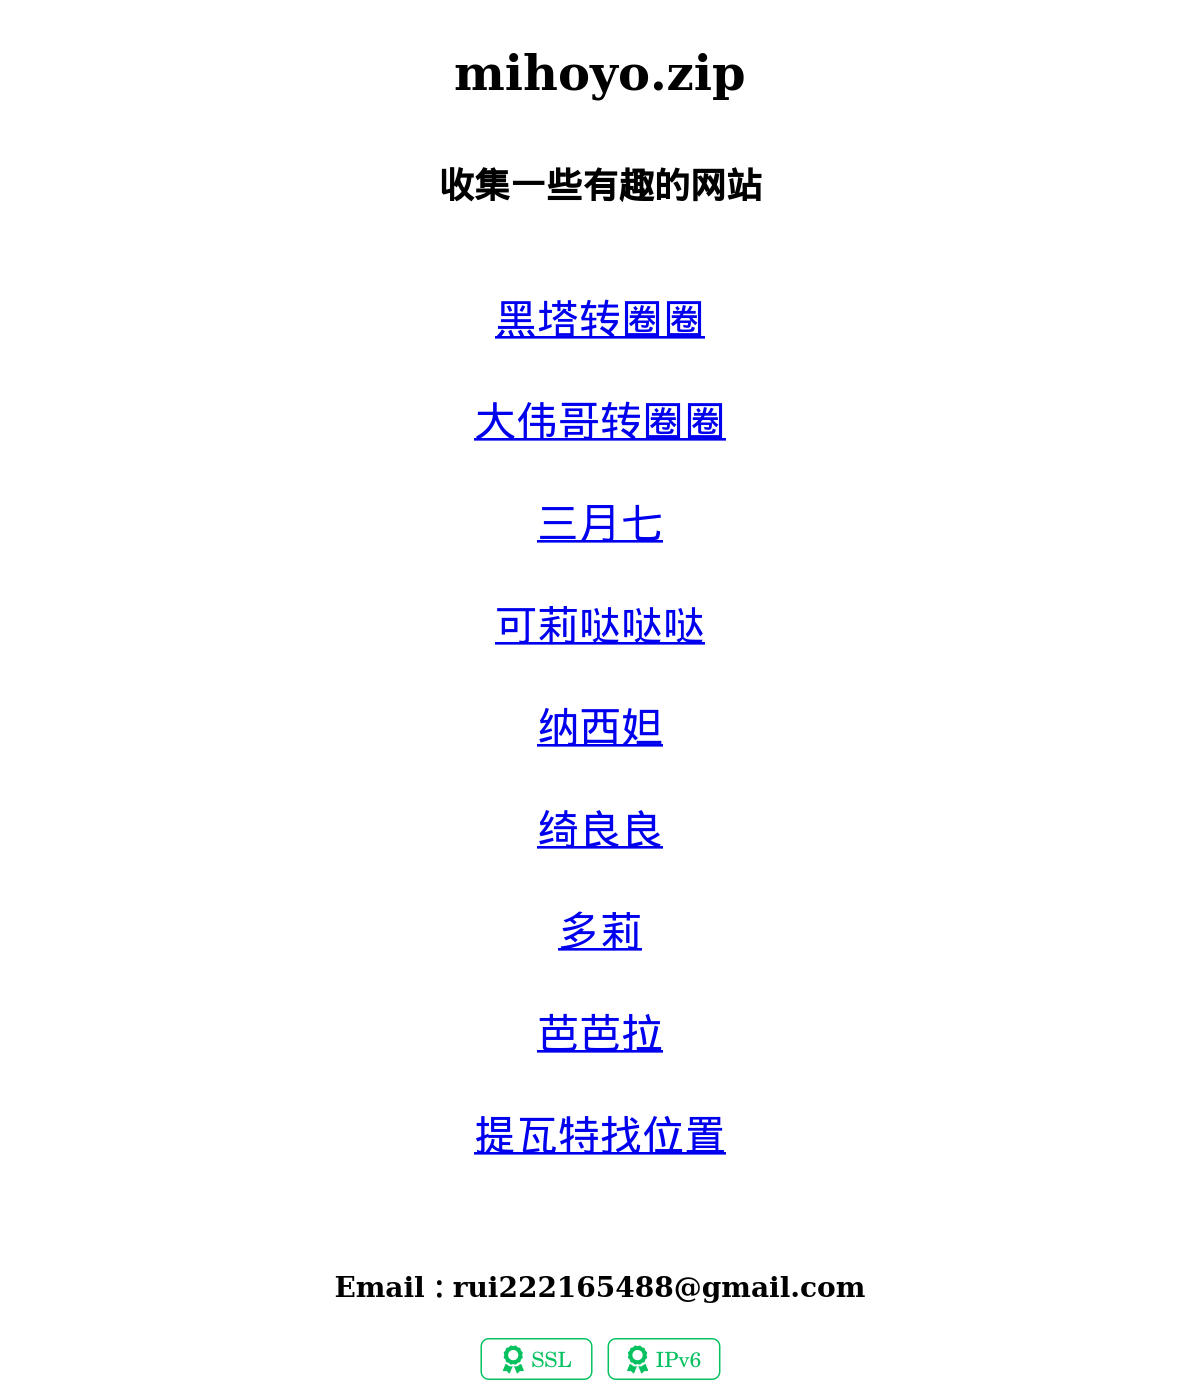 mihoyo.zip
收集一些有趣的网站
黑塔转圈圈
大伟哥转圈圈
三月七
可莉哒哒哒
纳西妲
绮良良
多莉
芭芭拉
提瓦特找位置
Email：rui222165488@gmail.com
SSL IPv6